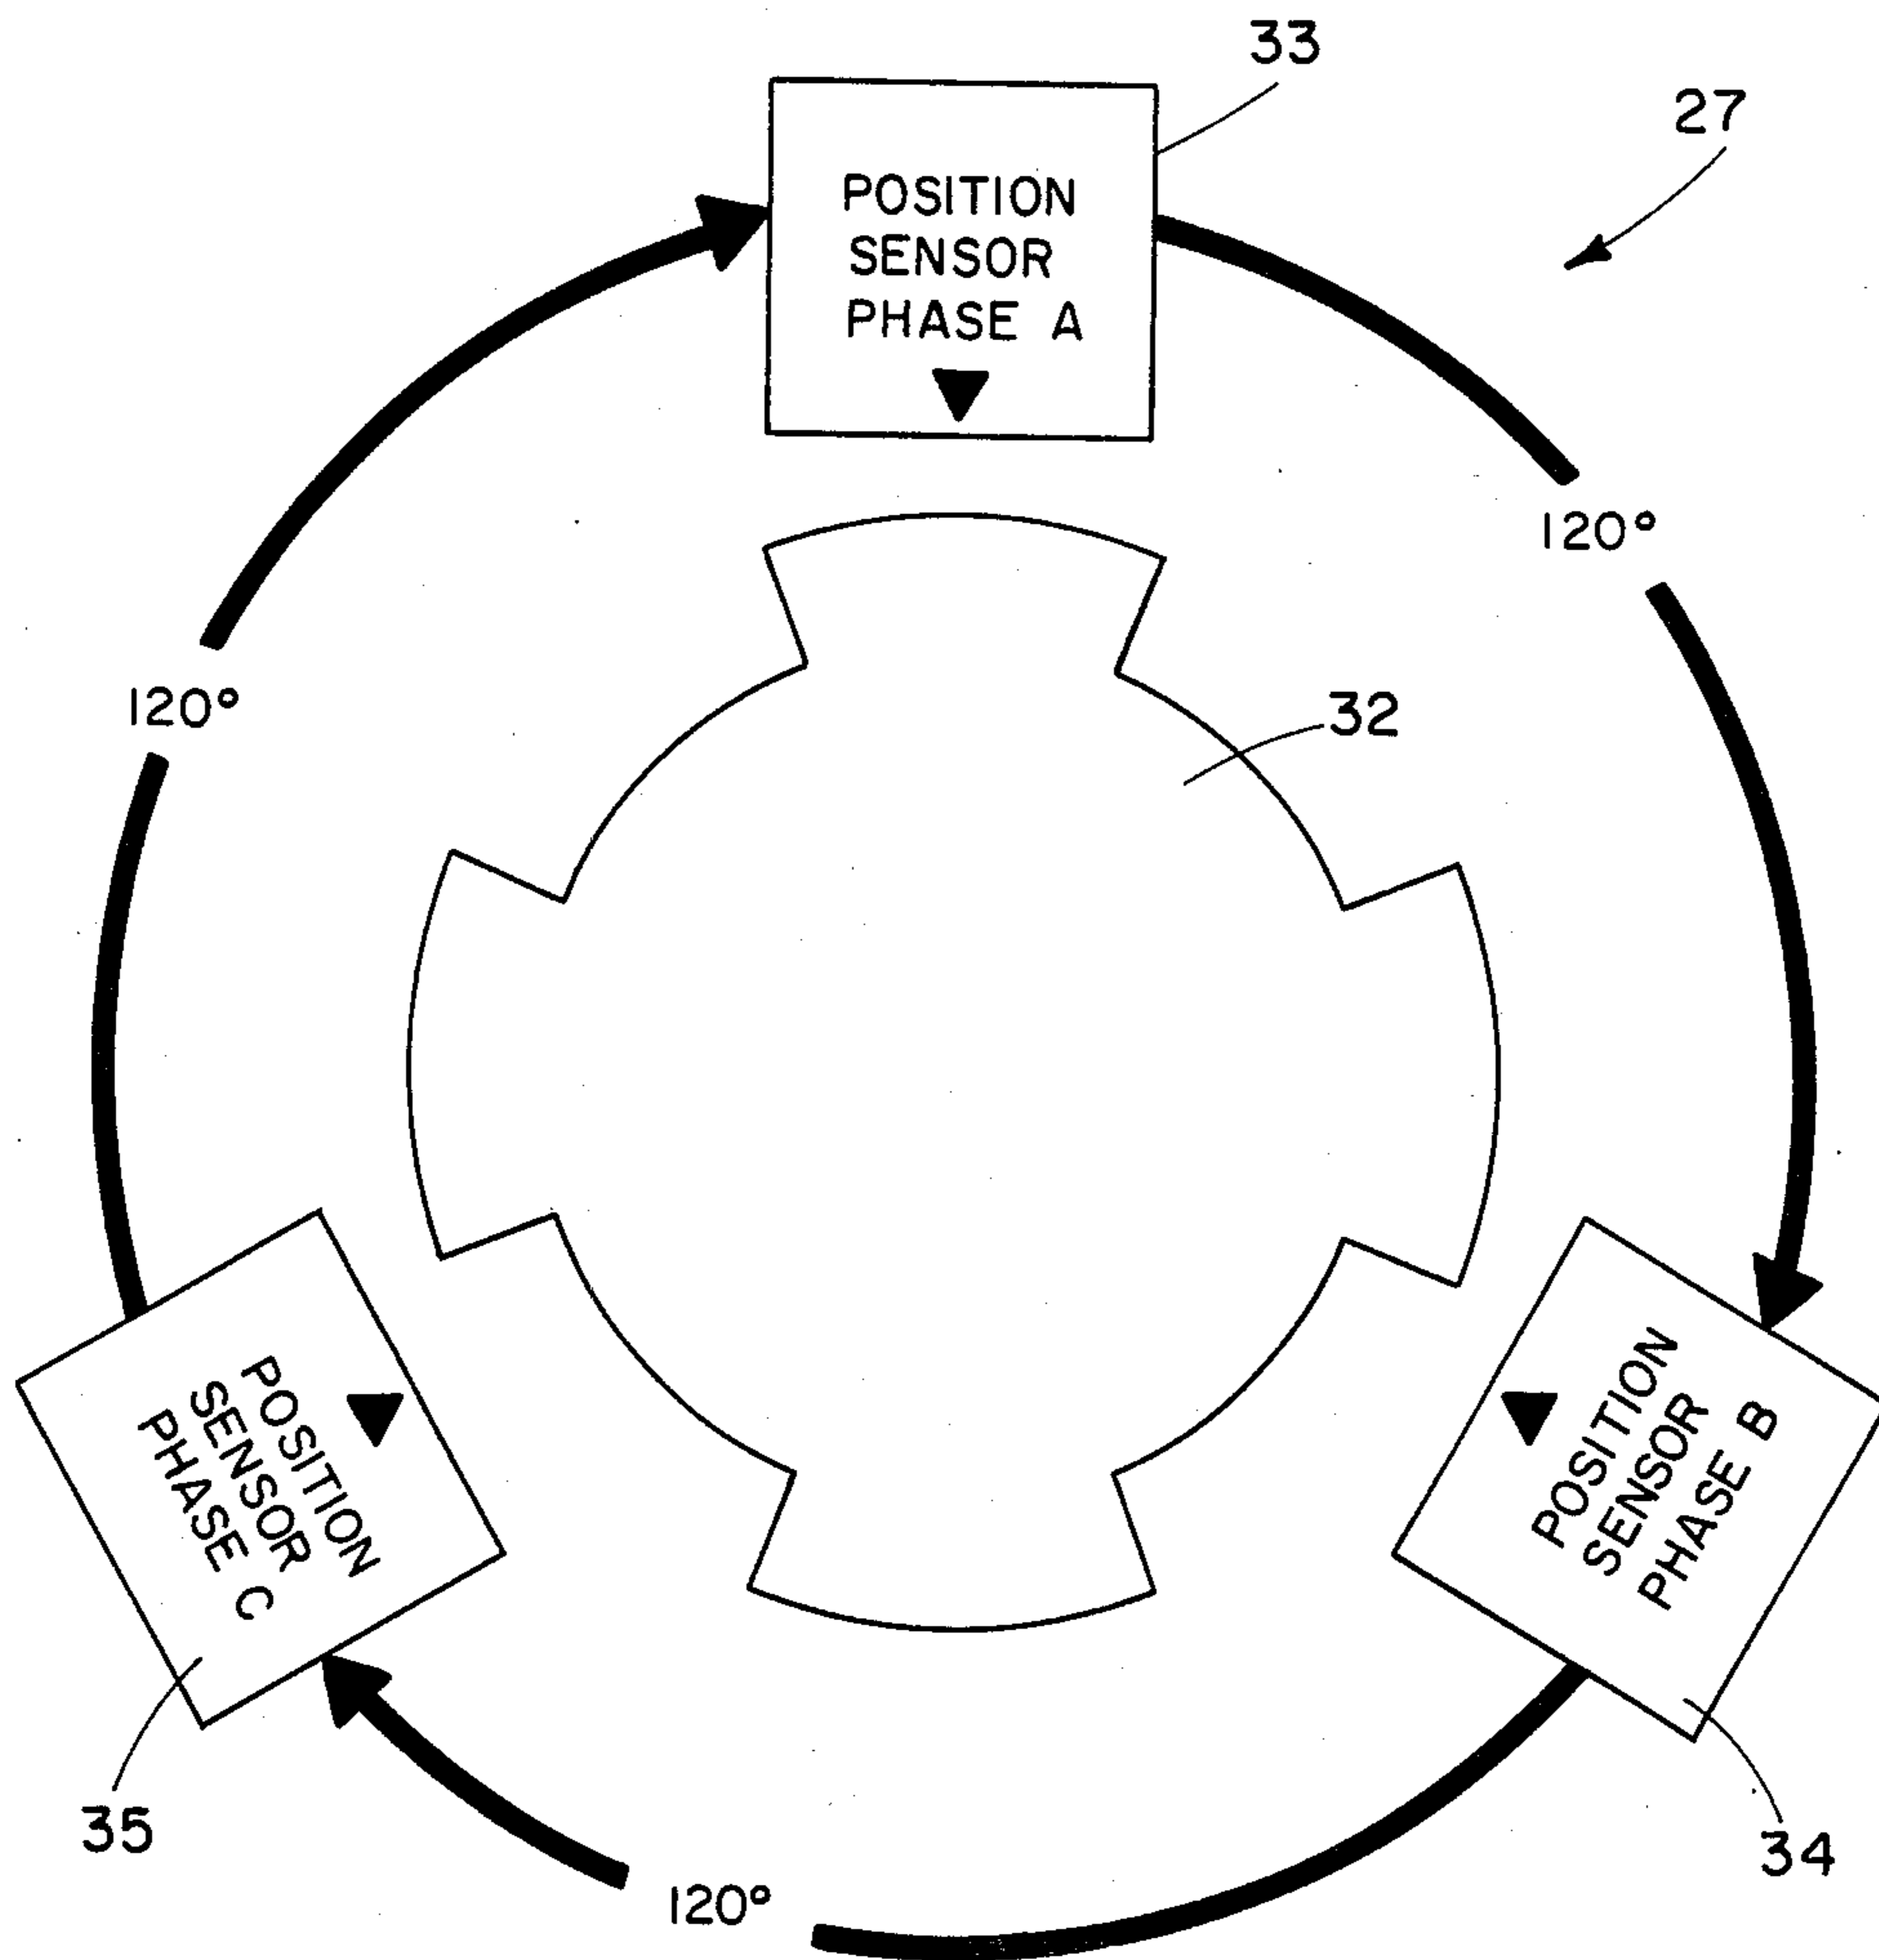 33
27
POSITION
SENSOR
PHASE A
120°
32
120°
POSITION
SENSOR
PHASE B
POSITION
SENSOR
PHASE C
35
34
120°